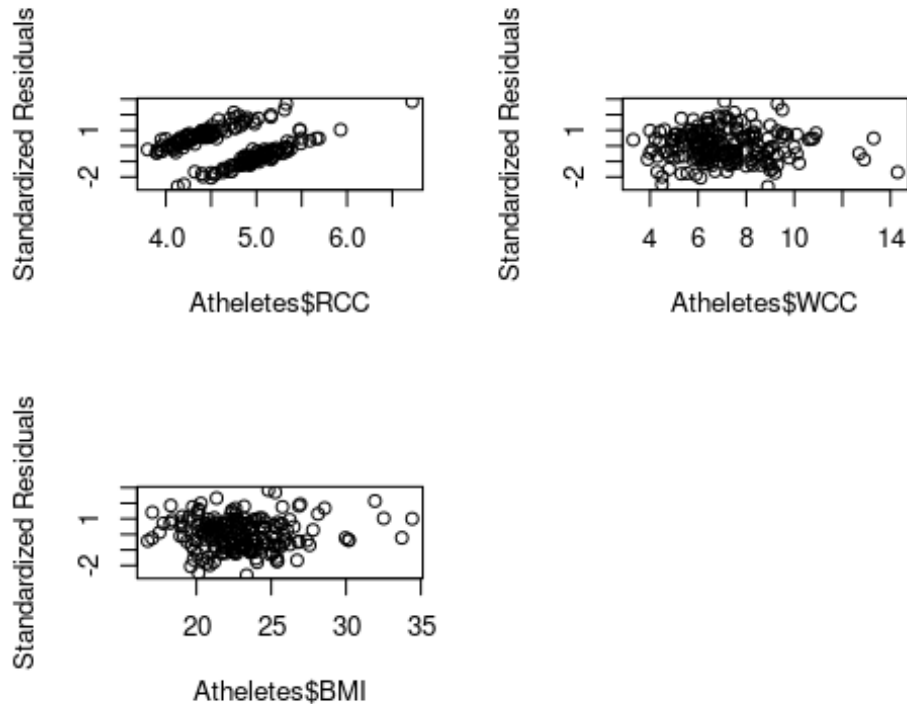 Standardized Residuals
1
-2
4.0 5.0 6.0
Atheletes$RCC
Standardized Residuals
1
-2
4 6 8 10 14
Atheletes$WCC
Standardized Residuals
1
-2
20 25 30 35
Atheletes$BMI